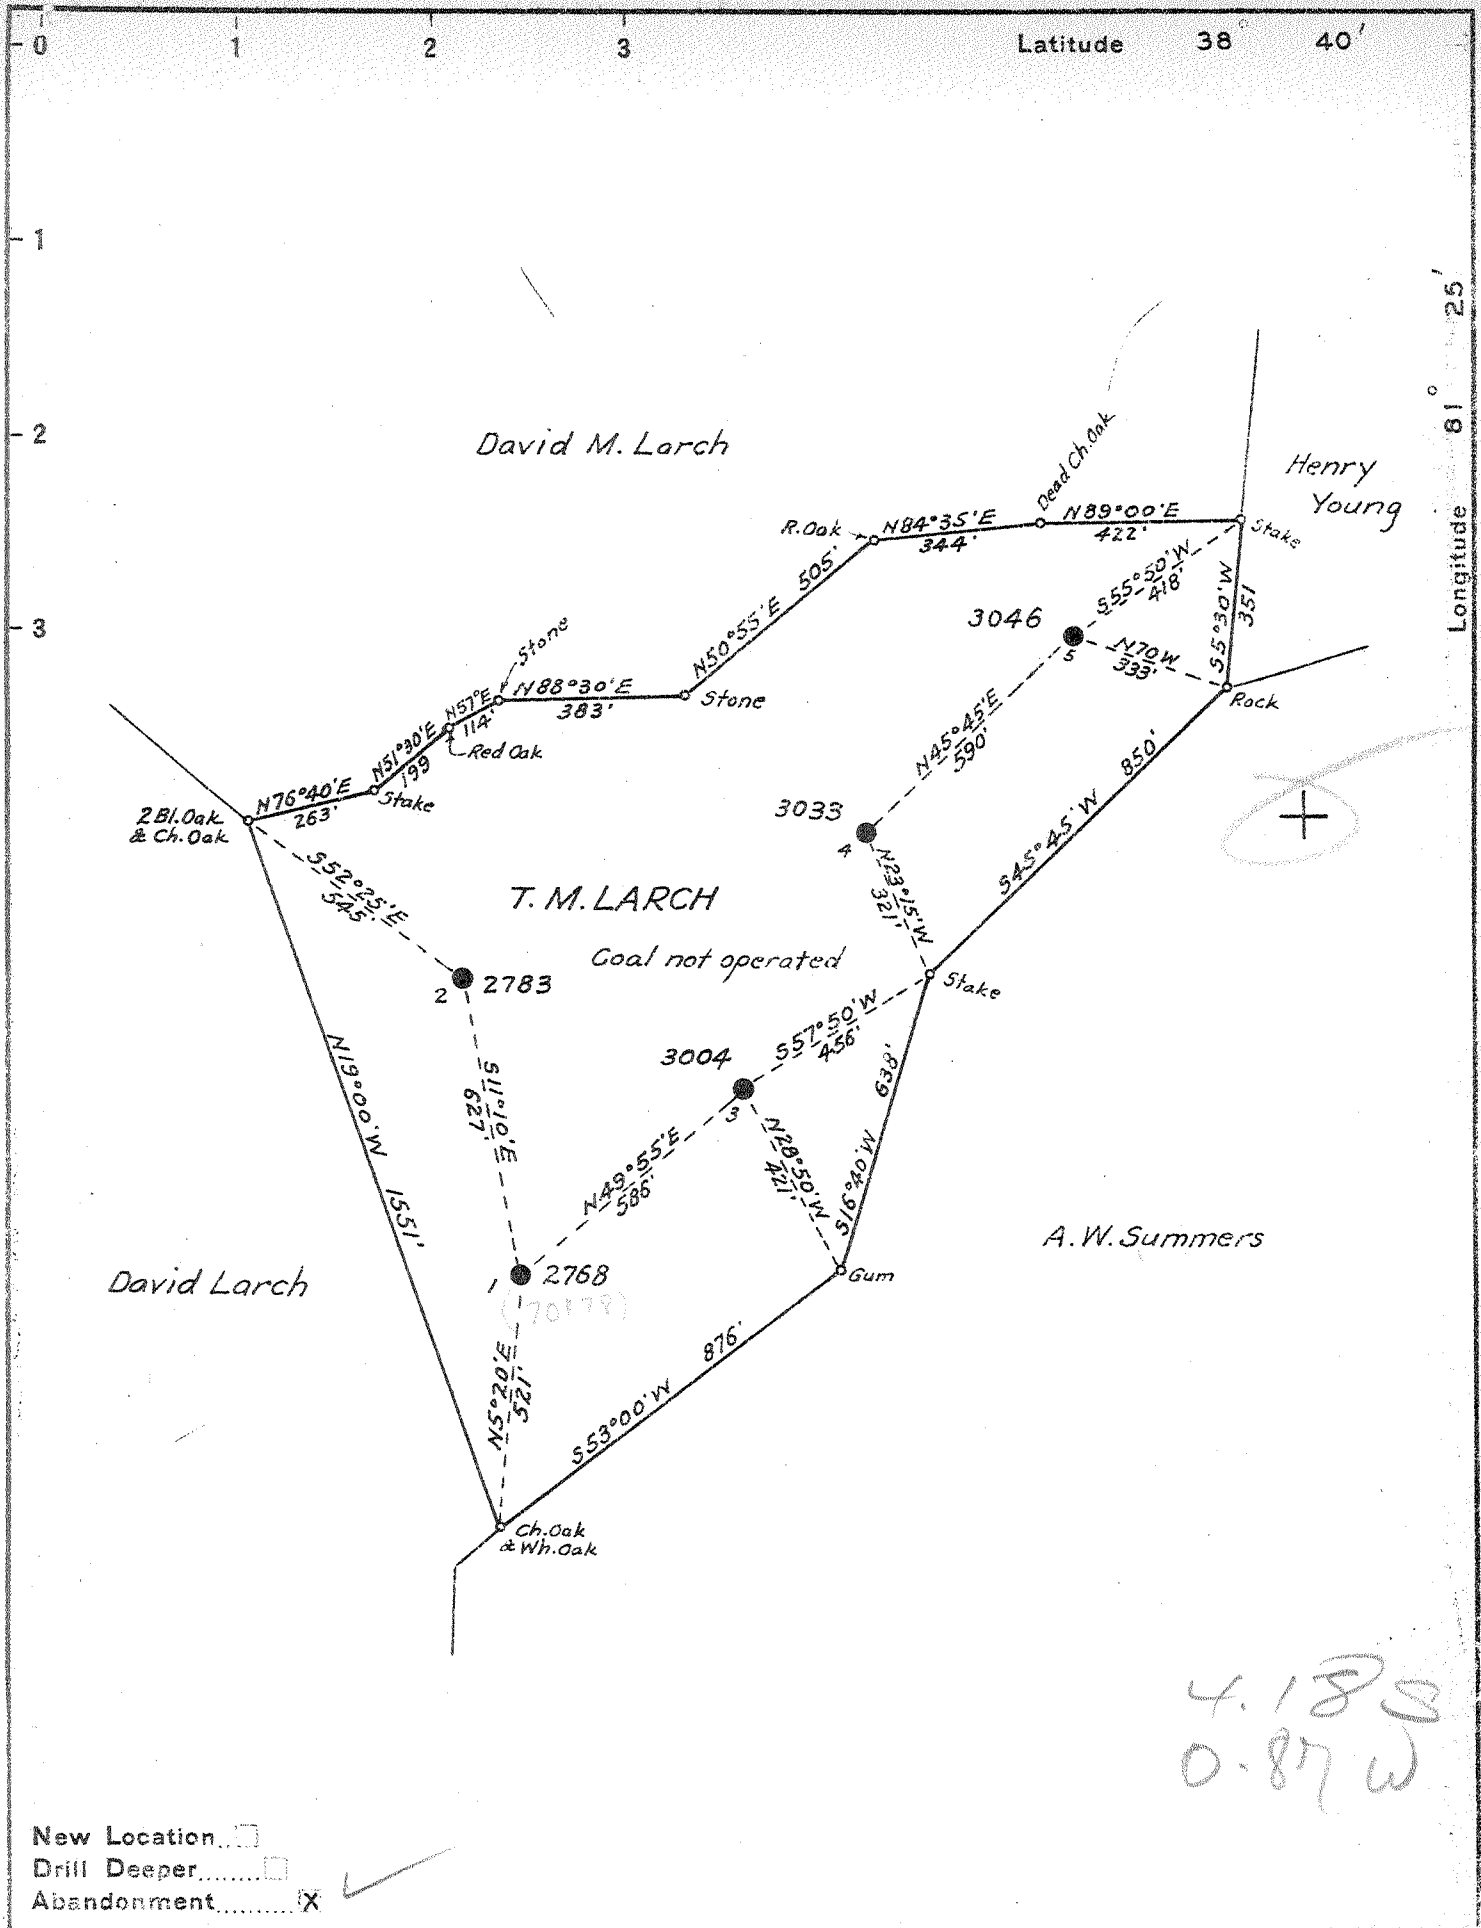 0 1 2 3 Latitude 38° 40'
1
Longitude 81° 25'
2
David M. Larch
Henry
Young
Dead Ch. Oak
R. Oak
N84°35'E
344'
N89°00'E
422'
Stake
S55°50'W
418'
S5°30'W
351
505'
N50°55'E
3
3046
5
N70W
333'
Stone
N88°30'E
383'
Stone
Rock
N57°E
114'
Red Oak
N51°30'E
199
Stake
N76°40'E
263'
2 Bl. Oak
& Ch. Oak
N45°45'E
590'
850'
S45°45'W
3033
4
N23°15'W
321'
S52°25'E
545'
T. M. LARCH
Coal not operated
2 2783
Stake
S57°50'W
456'
3004
3
638'
S16°40'W
N19°00'W 1551'
S11°10'E
627'
N49°55'E
586'
N28°50'W
421'
A. W. Summers
David Larch
1 2768
Gum
N5°20'E
521'
876'
S53°00'W
Ch. Oak
& Wh. Oak
4.18 S
0.87 W
New Location
Drill Deeper
Abandonment X